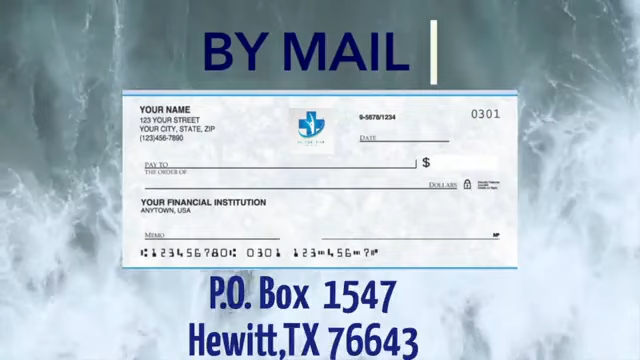 BY MAIL
YOUR NAME
123 YOUR STREET
YOUR CITY, STATE, ZIP
(123)456-7890
9-5678/1234
0301
DATE
PAY TO
THE ORDER OF
$
DOLLARS
YOUR FINANCIAL INSTITUTION
ANYTOWN, USA
MEMO
MP
⑆123456780⑆ 0301 123⑉456⑉7⑈
P.O. Box 1547
Hewitt,TX 76643